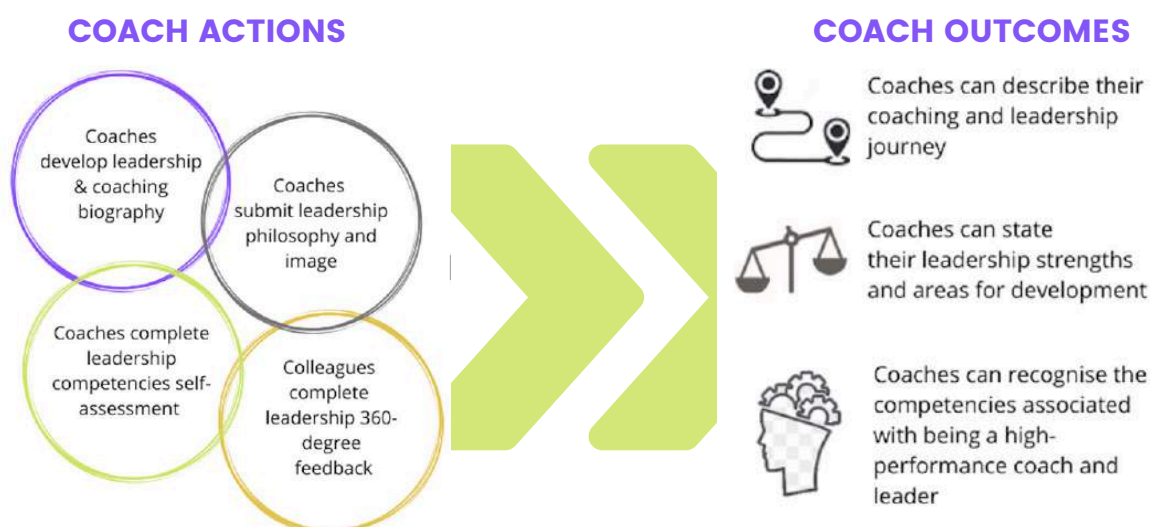 COACH ACTIONS
Coaches
develop leadership
& coaching
biography
Coaches
submit leadership
philosophy and
image
Coaches complete
leadership
competencies self-
assessment
Colleagues
complete
leadership 360-
degree
feedback
COACH OUTCOMES
Coaches can describe their
coaching and leadership
journey
Coaches can state
their leadership strengths
and areas for development
Coaches can recognise the
competencies associated
with being a high-
performance coach and
leader